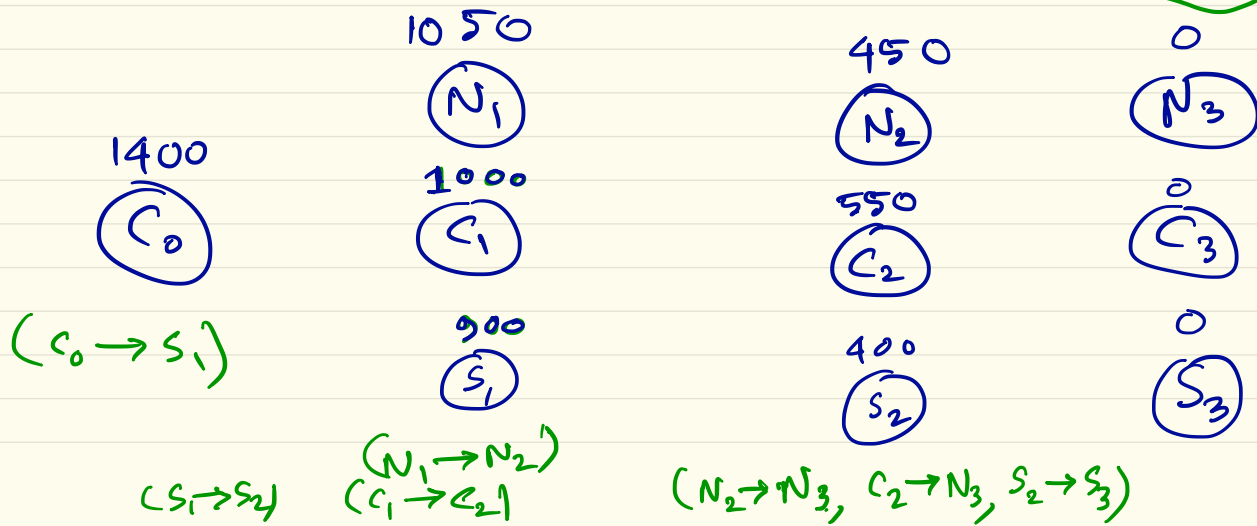 1050
450
0
N₁
N₂
N₃
1400
1000
550
0
C₀
C₁
C₂
C₃
900
400
0
(C₀ → S₁)
S₁
S₂
S₃
(N₁ → N₂)
(S₁ → S₂)
(C₁ → C₂)
(N₂ → N₃, C₂ → N₃, S₂ → S₃)